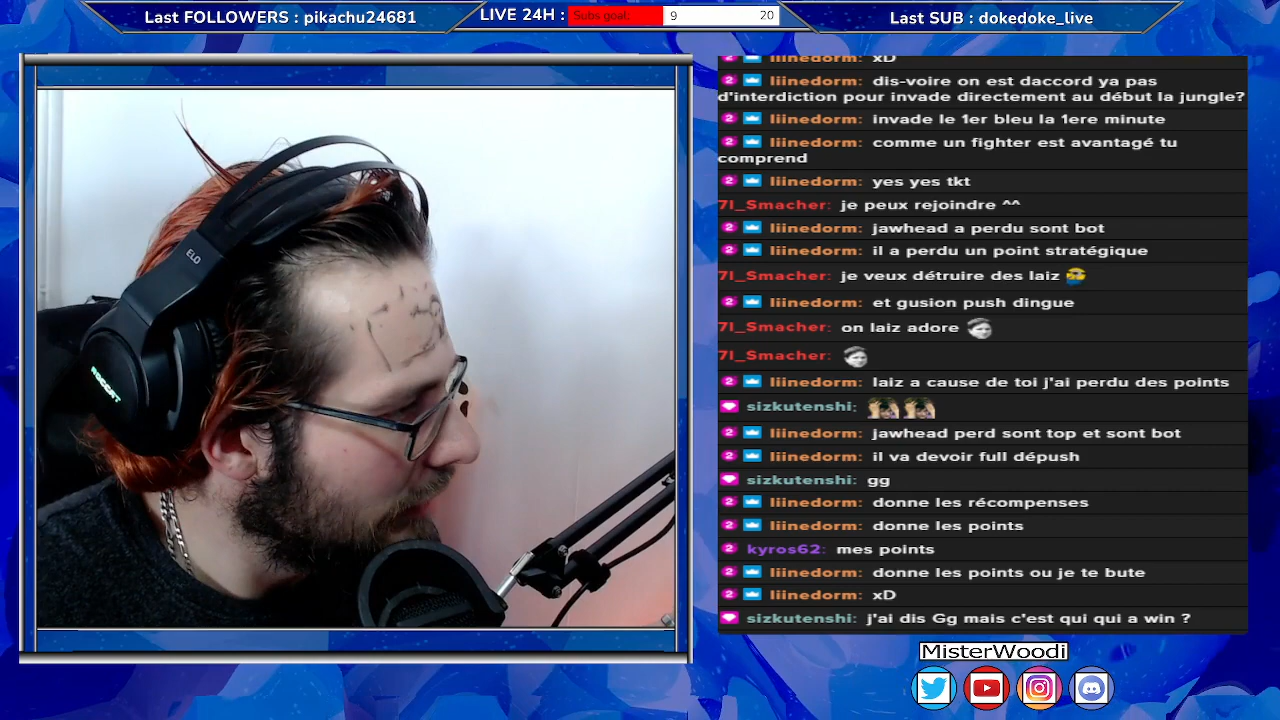 Last FOLLOWERS : pikachu24681
LIVE 24H :
Subs goal:
9
20
Last SUB : dokedoke_live
liinedorm: xD
liinedorm: dis-voire on est daccord ya pas
d'interdiction pour invade directement au début la jungle?
liinedorm: invade le 1er bleu la 1ere minute
liinedorm: comme un fighter est avantagé tu
comprend
liinedorm: yes yes tkt
7I_Smacher: je peux rejoindre ^^
liinedorm: jawhead a perdu sont bot
liinedorm: il a perdu un point stratégique
7I_Smacher: je veux détruire des laiz
liinedorm: et gusion push dingue
7I_Smacher: on laiz adore
7I_Smacher:
liinedorm: laiz a cause de toi j'ai perdu des points
sizkutenshi:
liinedorm: jawhead perd sont top et sont bot
liinedorm: il va devoir full dépush
sizkutenshi: gg
liinedorm: donne les récompenses
liinedorm: donne les points
kyros62: mes points
liinedorm: donne les points ou je te bute
liinedorm: xD
sizkutenshi: j'ai dis Gg mais c'est qui qui a win ?
MisterWoodi
ELO
ROCCAT